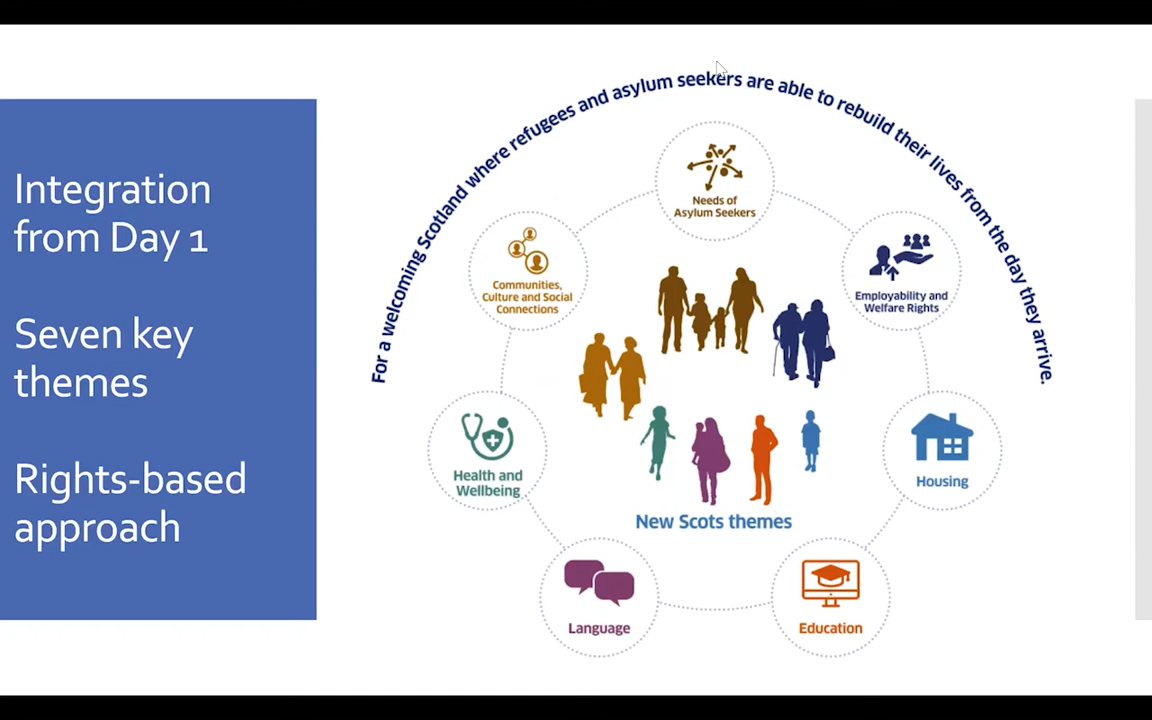 Integration
from Day 1
Seven key
themes
Rights-based
approach
For a welcoming Scotland where refugees and asylum seekers are able to rebuild their lives from the day they arrive.
Needs of
Asylum Seekers
Communities,
Culture and Social
Connections
Employability and
Welfare Rights
Health and
Wellbeing
Housing
New Scots themes
Language
Education